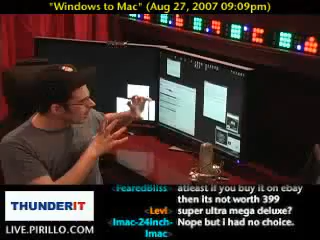 "Windows to Mac" (Aug 27, 2007 09:09pm)
<FearedBliss> atleast if you buy it on ebay
then its not worth 399
<Levi> super ultra mega deluxe?
<Imac-24inch- Nope but i had no choice.
Imac>
THUNDERIT
LIVE.PIRILLO.COM